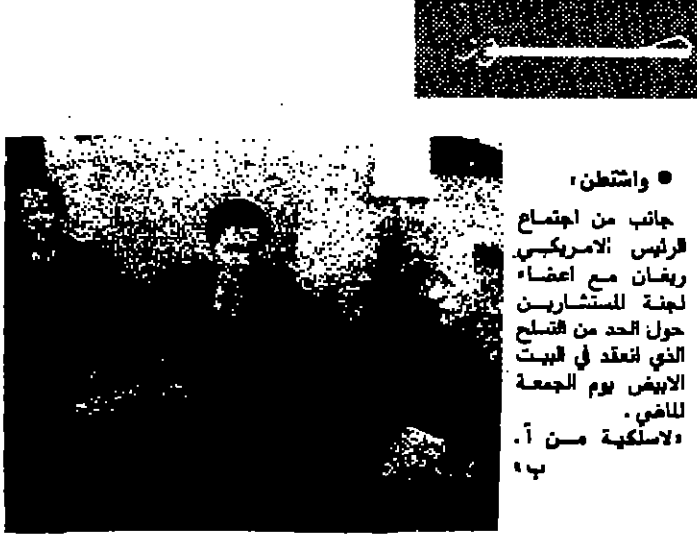 صور
● واشنطن:
جانب من اجتماع
الرئيس الامريكي
ريغان مع اعضاء
لجنة المستشارين
حول الحد من التسلح
الذي انعقد في البيت
الابيض يوم الجمعة
الماضي.
«لاسلكية من أ.
ب»